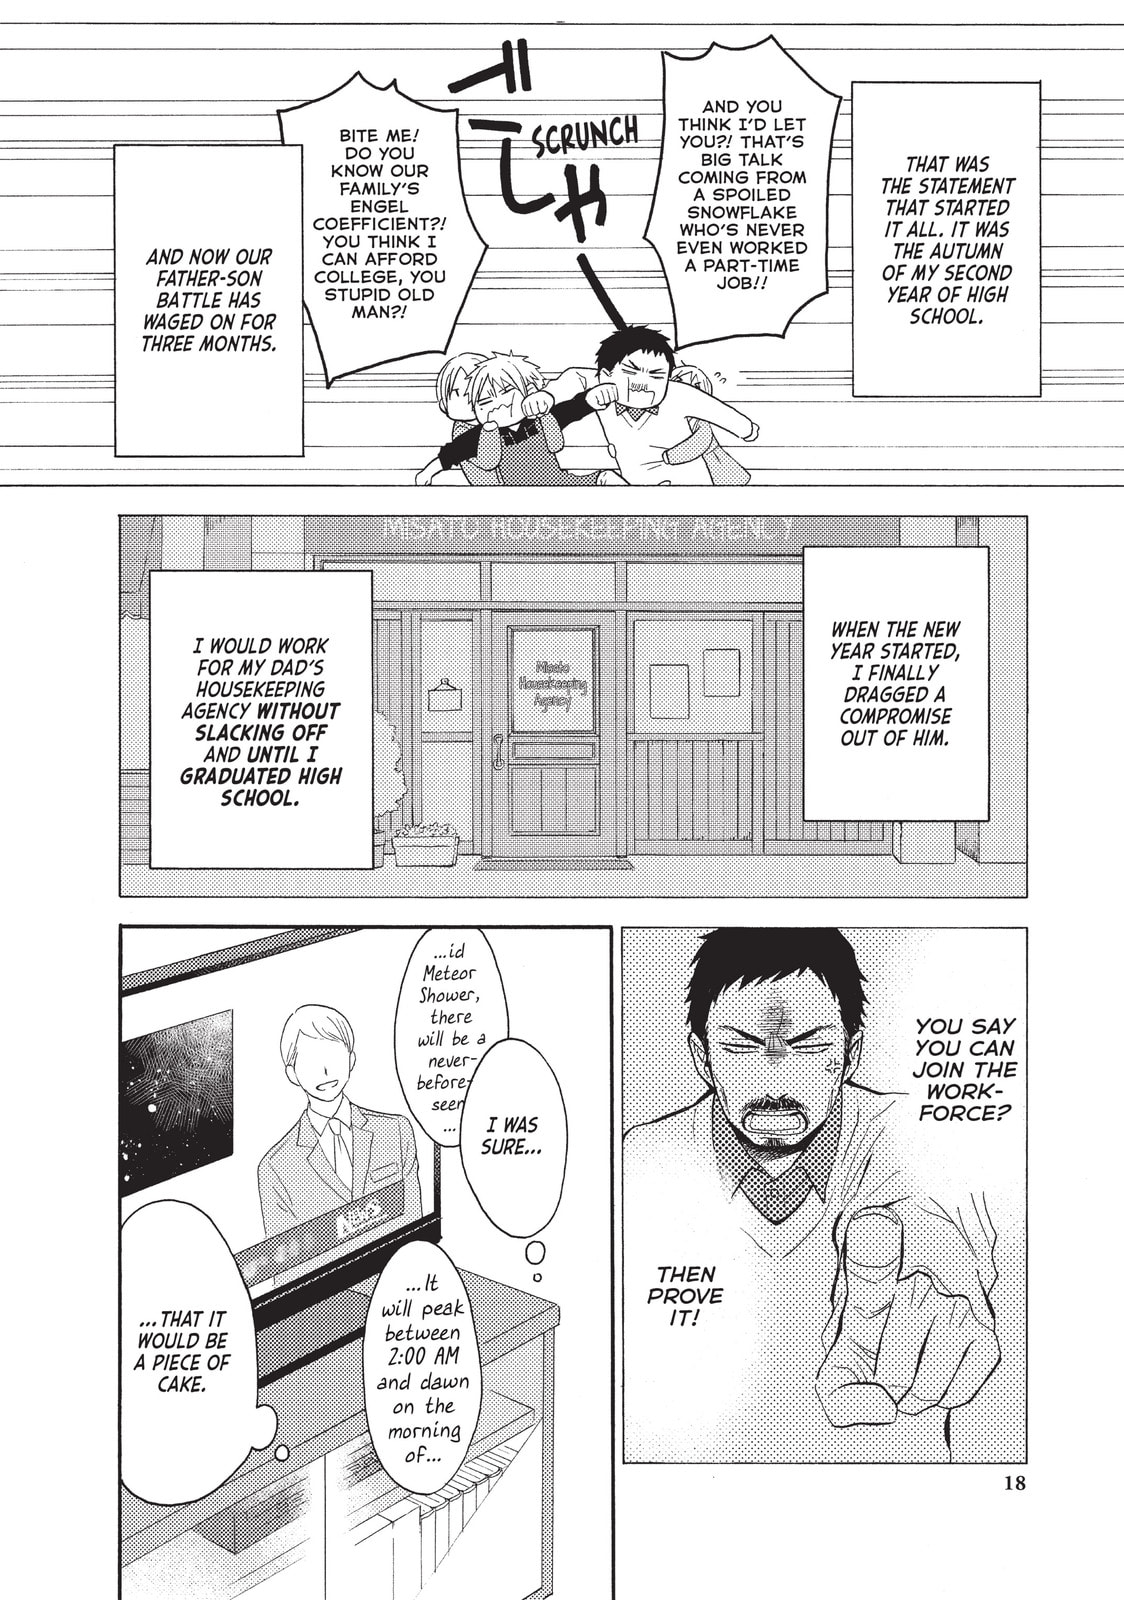 THAT WAS
THE STATEMENT
THAT STARTED
IT ALL. IT WAS
THE AUTUMN
OF MY SECOND
YEAR OF HIGH
SCHOOL.
AND YOU
THINK I'D LET
YOU?! THAT'S
BIG TALK
COMING FROM
A SPOILED
SNOWFLAKE
WHO'S NEVER
EVEN WORKED
A PART-TIME
JOB!!
SCRUNCH
BITE ME!
DO YOU
KNOW OUR
FAMILY'S
ENGEL
COEFFICIENT?!
YOU THINK I
CAN AFFORD
COLLEGE, YOU
STUPID OLD
MAN?!
AND NOW OUR
FATHER-SON
BATTLE HAS
WAGED ON FOR
THREE MONTHS.
MISATO HOUSEKEEPING AGENCY
WHEN THE NEW
YEAR STARTED,
I FINALLY
DRAGGED A
COMPROMISE
OUT OF HIM.
Misato
Housekeeping
Agency
I WOULD WORK
FOR MY DAD'S
HOUSEKEEPING
AGENCY WITHOUT
SLACKING OFF
AND UNTIL I
GRADUATED HIGH
SCHOOL.
YOU SAY
YOU CAN
JOIN THE
WORK-
FORCE?
THEN
PROVE
IT!
...id
Meteor
Shower,
there
will be a
never-
before-
seen
...
I WAS
SURE...
...It
will peak
between
2:00 AM
and dawn
on the
morning
of...
...THAT IT
WOULD BE
A PIECE OF
CAKE.
18